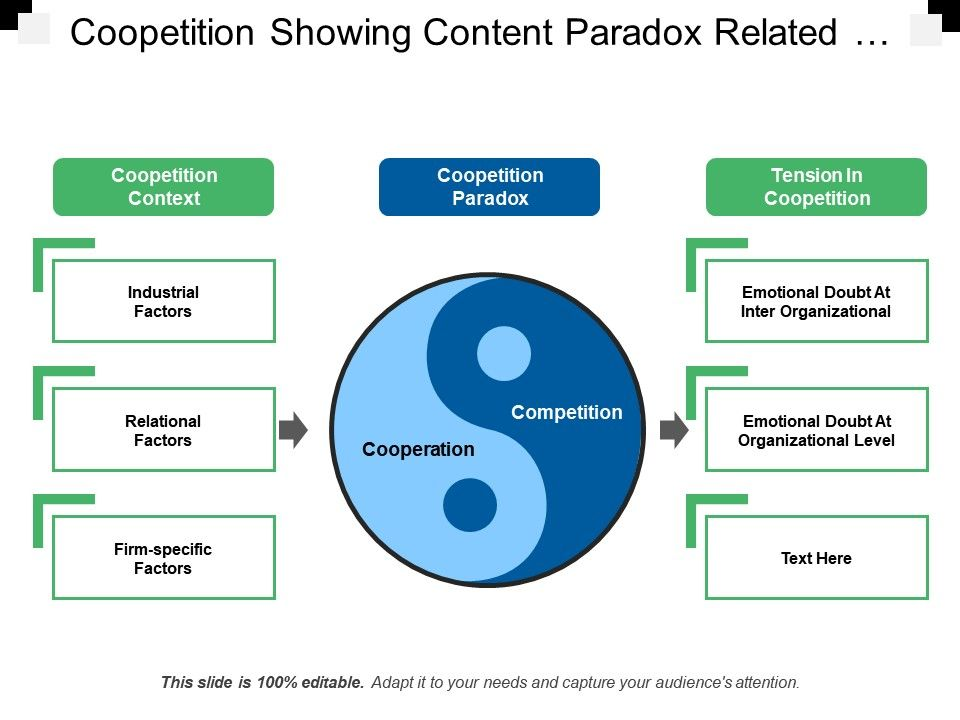 Coopetition Showing Content Paradox Related ...
Coopetition
Context
Industrial
Factors
Relational
Factors
Firm-specific
Factors
Coopetition
Paradox
Competition
Cooperation
Tension In
Coopetition
Emotional Doubt At
Inter Organizational
Emotional Doubt At
Organizational Level
Text Here
This slide is 100% editable. Adapt it to your needs and capture your audience's attention.